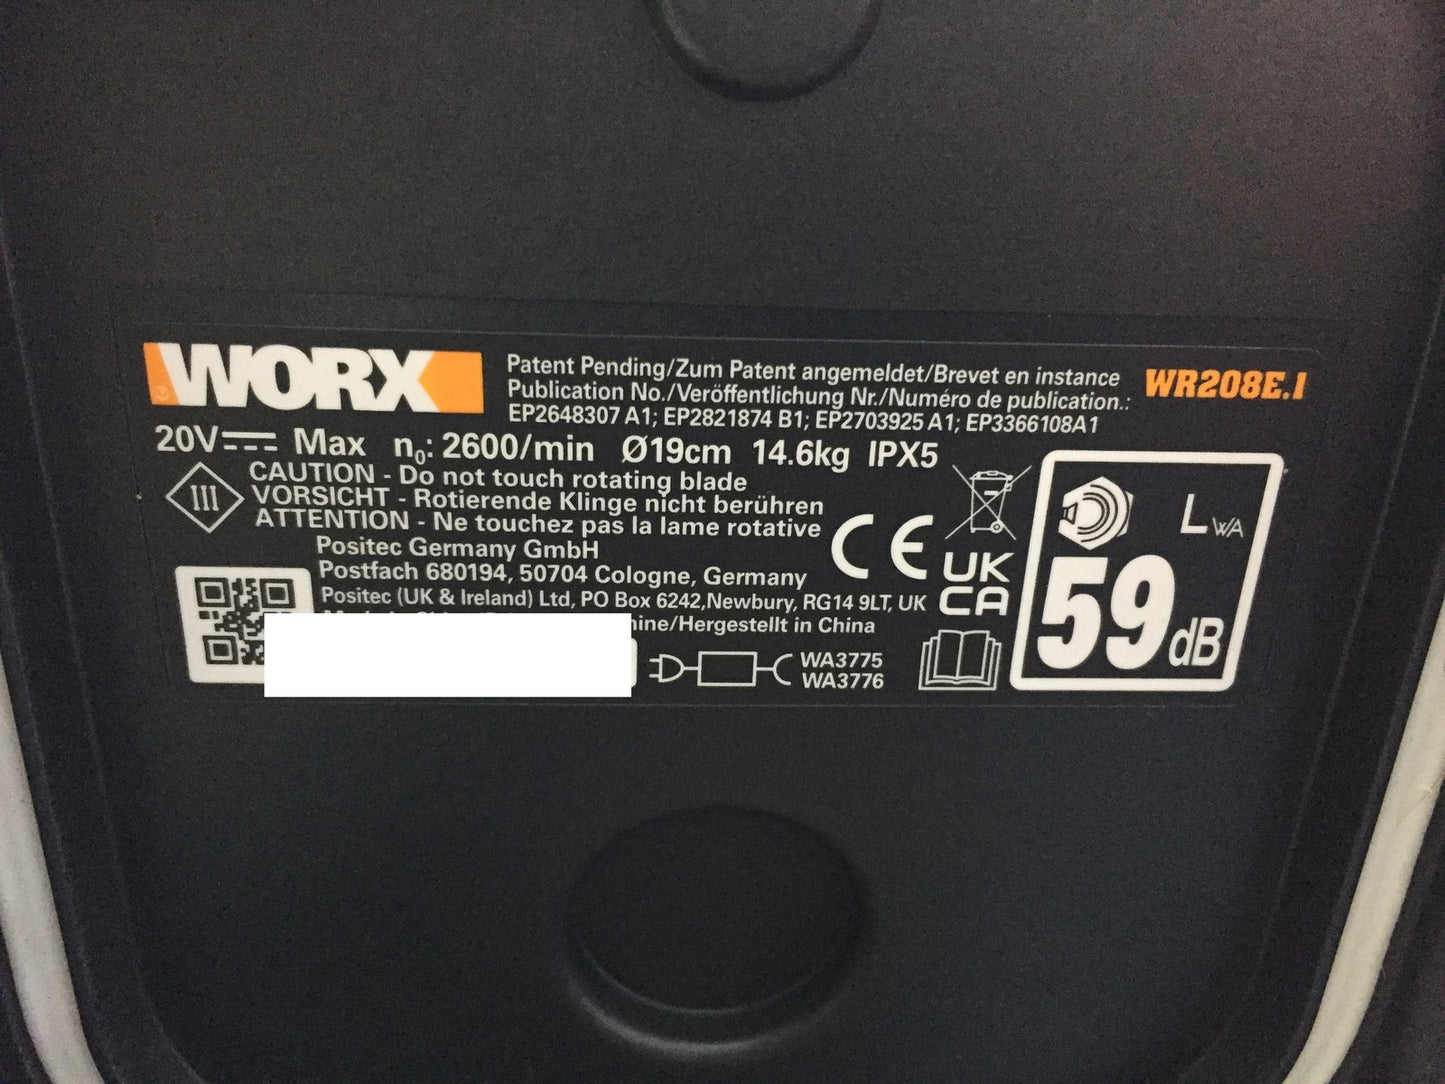 WORX
Patent Pending/Zum Patent angemeldet/Brevet en instance
Publication No./Veröffentlichung Nr./Numéro de publication.:
EP2648307 A1; EP2821874 B1; EP2703925 A1; EP3366108A1
WR208E.1
20V Max n0: 2600/min Ø19cm 14.6kg IPX5
III
CAUTION - Do not touch rotating blade
VORSICHT - Rotierende Klinge nicht berühren
ATTENTION - Ne touchez pas la lame rotative
Positec Germany GmbH
Postfach 680194, 50704 Cologne, Germany
Positec (UK & Ireland) Ltd, PO Box 6242,Newbury, RG14 9LT, UK
hine/Hergestellt in China
WA3775
WA3776
CE
UK
CA
LWA
59dB